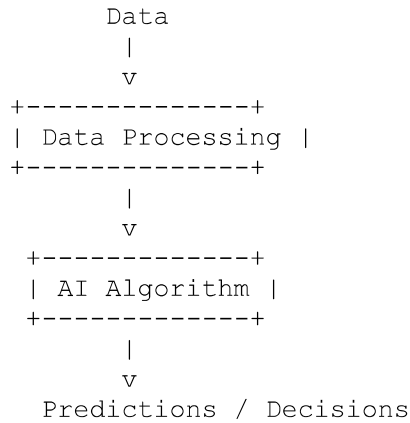 Data
|
v
+--------------+
| Data Processing |
+--------------+
|
v
+-------------+
| AI Algorithm |
+-------------+
|
v
Predictions / Decisions